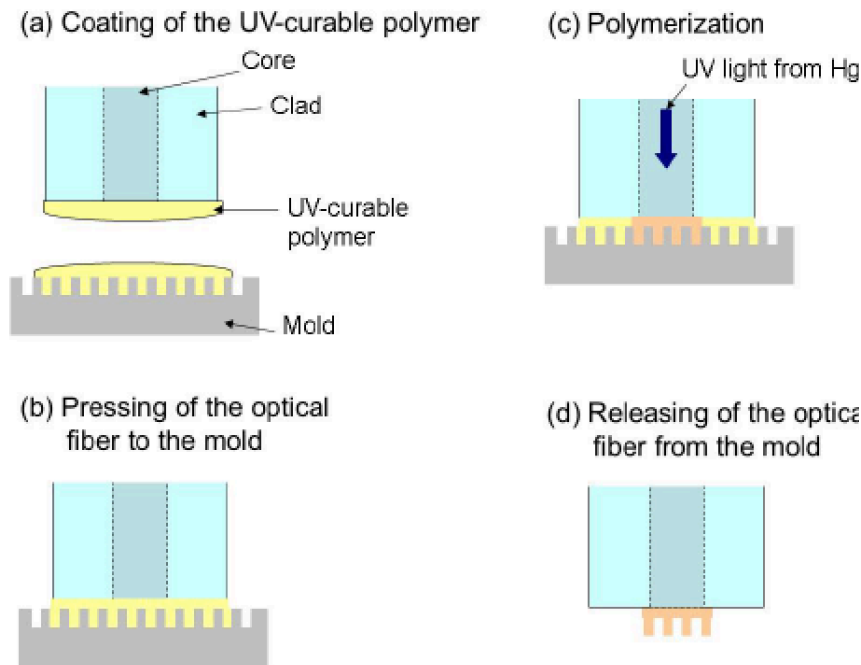 (a) Coating of the UV-curable polymer
Core
Clad
UV-curable
polymer
Mold
(b) Pressing of the optical
fiber to the mold
(c) Polymerization
UV light from Hg
(d) Releasing of the optica
fiber from the mold